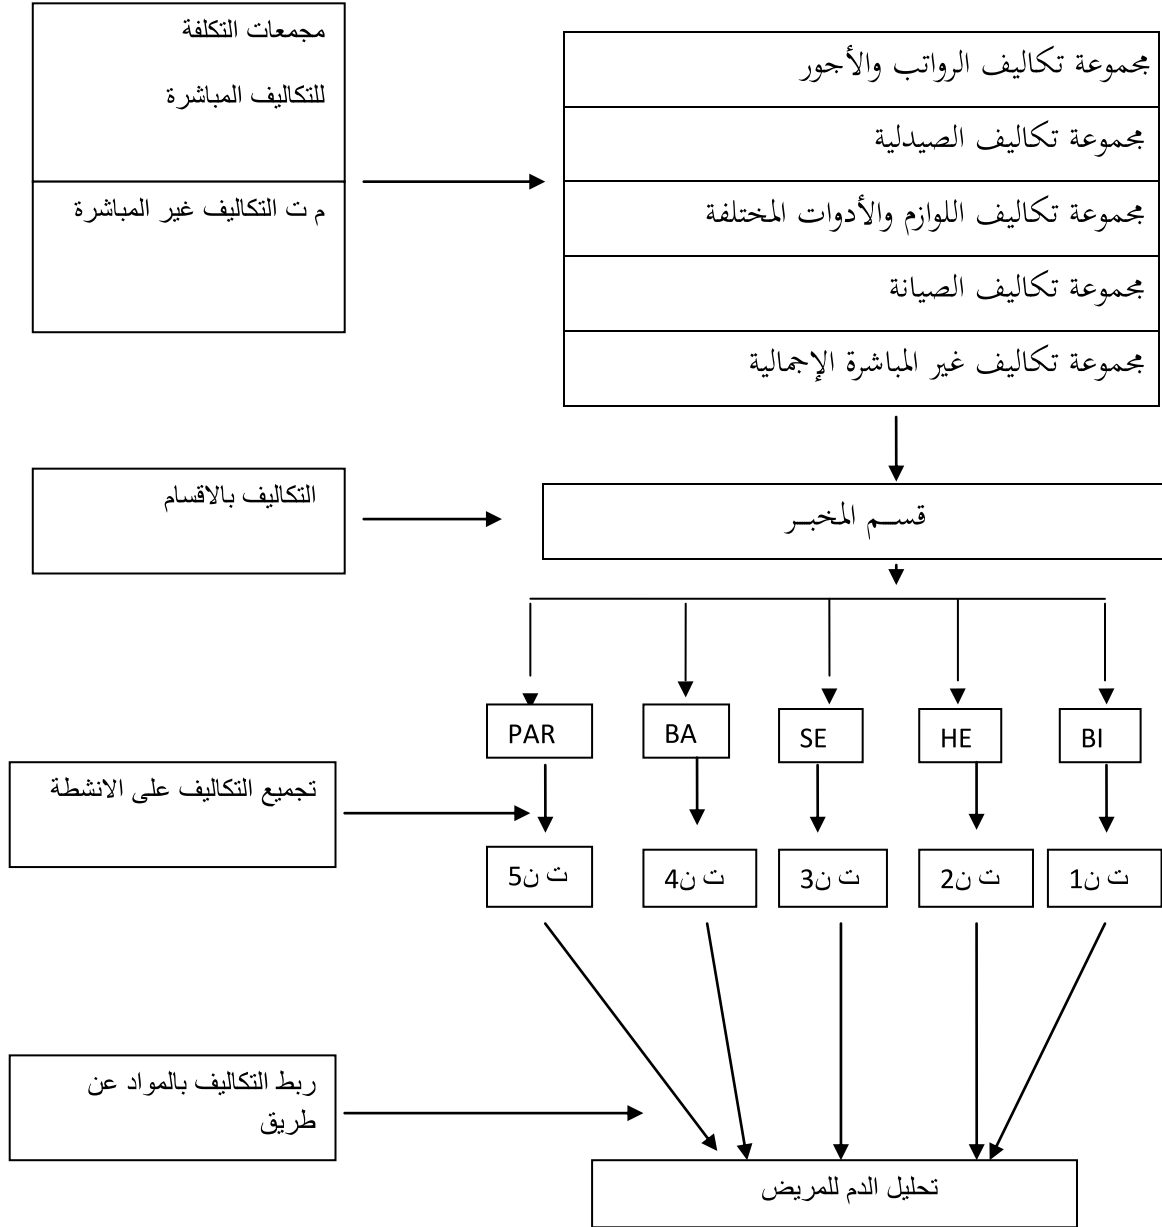 مجمعات التكلفة
للتكاليف المباشرة
م ت التكاليف غير المباشرة
مجموعة تكاليف الرواتب والأجور
مجموعة تكاليف الصيدلية
مجموعة تكاليف اللوازم والأدوات المختلفة
مجموعة تكاليف الصيانة
مجموعة تكاليف غير المباشرة الإجمالية
التكاليف بالاقسام
قســم المخبــر
BI
HE
SE
BA
PAR
تجميع التكاليف على الانشطة
ت ن1
ت ن2
ت ن3
ت ن4
ت ن5
ربط التكاليف بالمواد عن
طريق
تحليل الدم للمريض